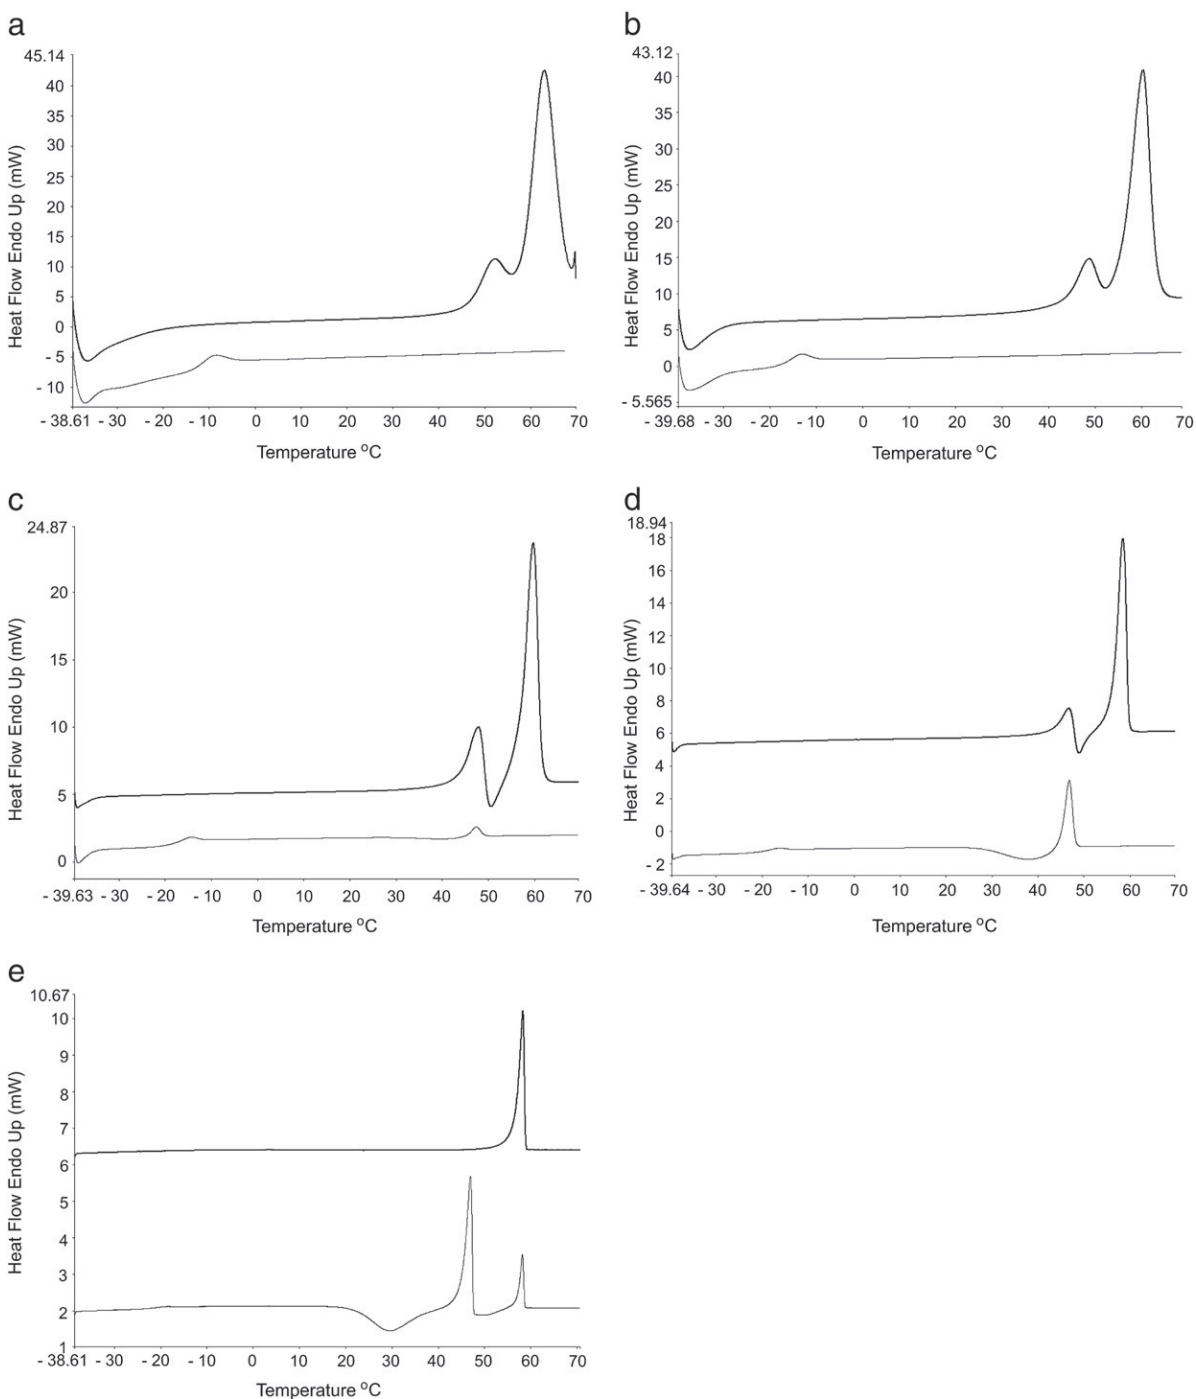 a
45.14
40
35
30
25
20
15
10
5
0
- 5
- 10
- 38.61 - 30 - 20 - 10 0 10 20 30 40 50 60 70
Heat Flow Endo Up (mW)
Temperature °C
b
43.12
40
35
30
25
20
15
10
5
0
- 5.565
- 39.68 - 30 - 20 - 10 0 10 20 30 40 50 60 70
Heat Flow Endo Up (mW)
Temperature °C
c
24.87
20
15
10
5
0
- 39.63 - 30 - 20 - 10 0 10 20 30 40 50 60 70
Heat Flow Endo Up (mW)
Temperature °C
d
18.94
18
16
14
12
10
8
6
4
2
0
- 2
- 39.64 - 30 - 20 - 10 0 10 20 30 40 50 60 70
Heat Flow Endo Up (mW)
Temperature °C
e
10.67
10
9
8
7
6
5
4
3
2
1
- 38.61 - 30 - 20 - 10 0 10 20 30 40 50 60 70
Heat Flow Endo Up (mW)
Temperature °C